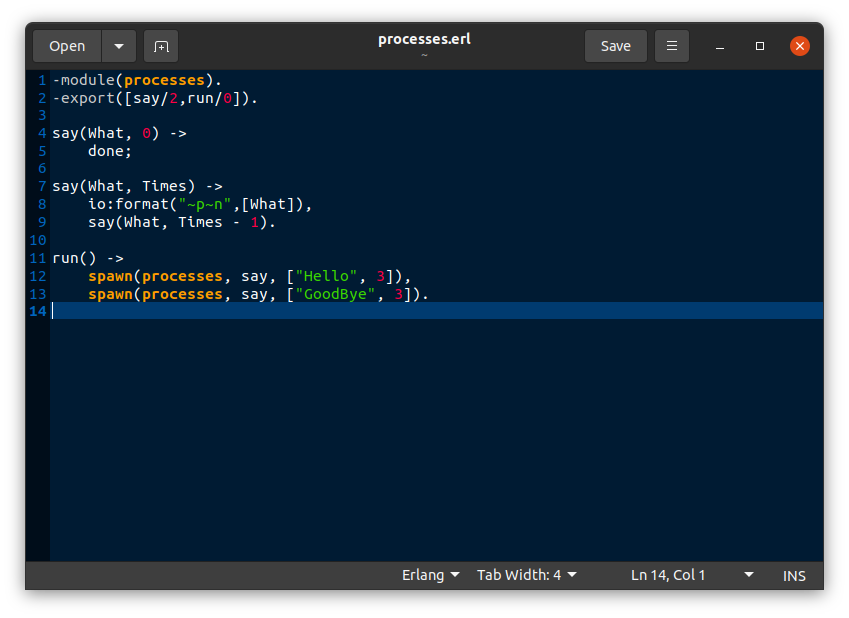 Open
processes.erl
~
Save
1 -module(processes).
2 -export([say/2,run/0]).
3
4 say(What, 0) ->
5     done;
6
7 say(What, Times) ->
8     io:format("~p~n",[What]),
9     say(What, Times - 1).
10
11 run() ->
12     spawn(processes, say, ["Hello", 3]),
13     spawn(processes, say, ["GoodBye", 3]).
14
Erlang Tab Width: 4 Ln 14, Col 1 INS